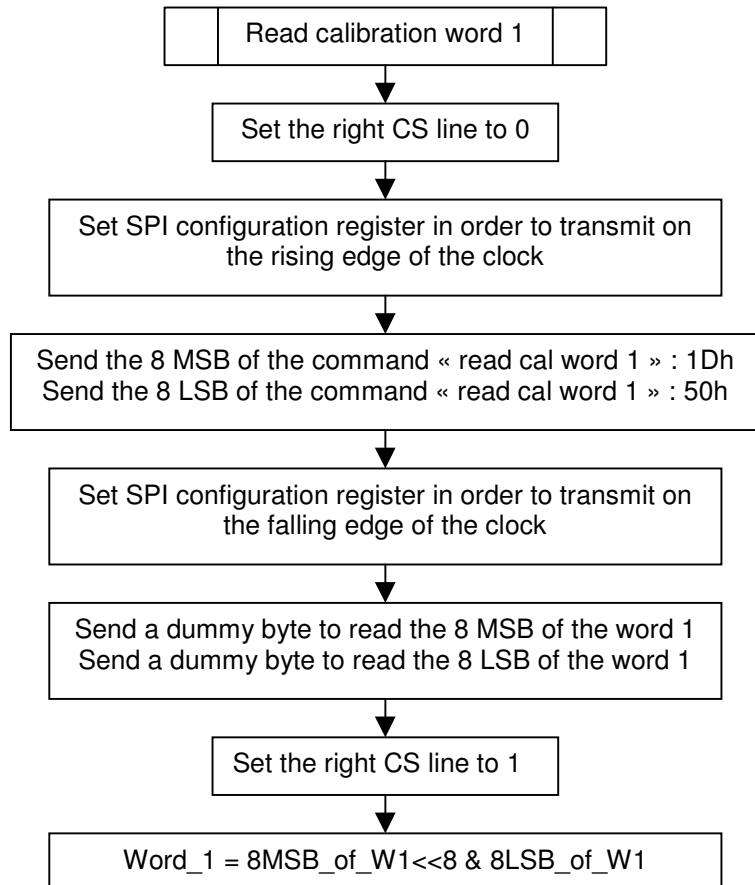 Read calibration word 1
Set the right CS line to 0
Set SPI configuration register in order to transmit on
the rising edge of the clock
Send the 8 MSB of the command « read cal word 1 » : 1Dh
Send the 8 LSB of the command « read cal word 1 » : 50h
Set SPI configuration register in order to transmit on
the falling edge of the clock
Send a dummy byte to read the 8 MSB of the word 1
Send a dummy byte to read the 8 LSB of the word 1
Set the right CS line to 1
Word_1 = 8MSB_of_W1<<8 & 8LSB_of_W1